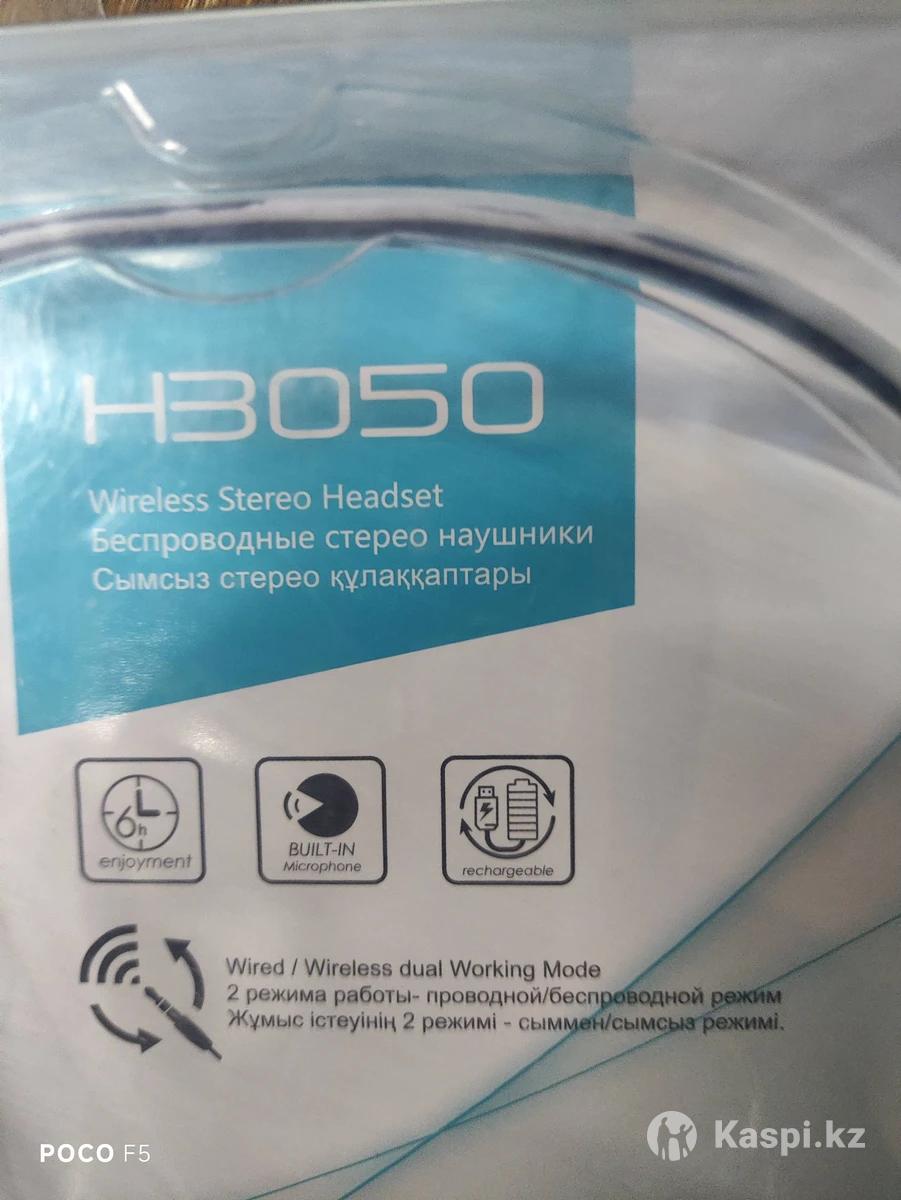 H3050
Wireless Stereo Headset
Беспроводные стерео наушники
Сымсыз стерео құлаққаптары
6h
enjoyment
BUILT-IN
Microphone
rechargeable
Wired / Wireless dual Working Mode
2 режима работы- проводной/беспроводной режим
Жұмыс істеуінің 2 режимі - сыммен/сымсыз режимі.
Kaspi.kz
POCO F5